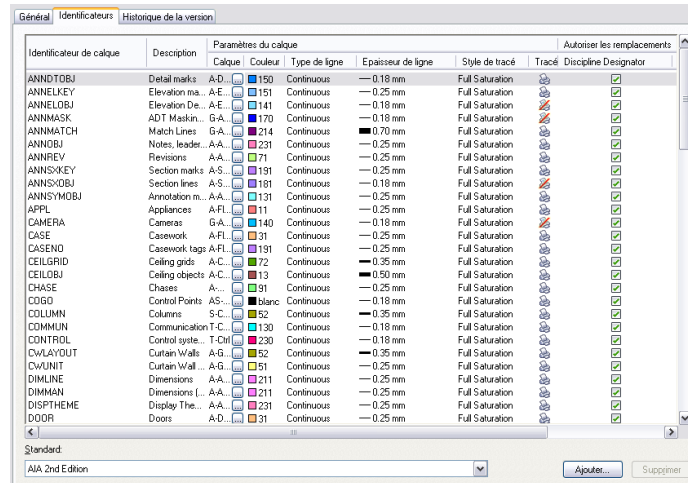 Général Identificateurs Historique de la version
Paramètres du calque Autoriser les remplacements
Identificateur de calque Description Calque Couleur Type de ligne Epaisseur de ligne Style de tracé Tracé Discipline Designator
ANNDTOBJ Detail marks A-D... 150 Continuous 0.18 mm Full Saturation
ANNELKEY Elevation ma... A-E... 151 Continuous 0.25 mm Full Saturation
ANNELOBJ Elevation De... A-E... 141 Continuous 0.18 mm Full Saturation
ANNMASK ADT Maskin... G-A... 170 Continuous 0.18 mm Full Saturation
ANNMATCH Match Lines G-A... 214 Continuous 0.70 mm Full Saturation
ANNOBJ Notes, leader... A-A... 231 Continuous 0.25 mm Full Saturation
ANNREV Revisions A-A... 71 Continuous 0.25 mm Full Saturation
ANNSXKEY Section marks A-S... 191 Continuous 0.25 mm Full Saturation
ANNSXOBJ Section lines A-S... 181 Continuous 0.18 mm Full Saturation
ANNSYMOBJ Annotation m... A-A... 131 Continuous 0.25 mm Full Saturation
APPL Appliances A-Fl... 11 Continuous 0.25 mm Full Saturation
CAMERA Cameras G-A... 140 Continuous 0.18 mm Full Saturation
CASE Casework A-Fl... 31 Continuous 0.25 mm Full Saturation
CASENO Casework tags A-Fl... 191 Continuous 0.25 mm Full Saturation
CEILGRID Ceiling grids A-C... 72 Continuous 0.35 mm Full Saturation
CEILOBJ Ceiling objects A-C... 13 Continuous 0.50 mm Full Saturation
CHASE Chases A-... 91 Continuous 0.25 mm Full Saturation
COGO Control Points AS-... blanc Continuous 0.18 mm Full Saturation
COLUMN Columns S-C... 52 Continuous 0.35 mm Full Saturation
COMMUN Communication T-C... 130 Continuous 0.18 mm Full Saturation
CONTROL Control syste... T-Ctrl 230 Continuous 0.18 mm Full Saturation
CWLAYOUT Curtain Walls A-G... 52 Continuous 0.35 mm Full Saturation
CWUNIT Curtain Wall ... A-G... 51 Continuous 0.25 mm Full Saturation
DIMLINE Dimensions A-A... 211 Continuous 0.25 mm Full Saturation
DIMMAN Dimensions (... A-A... 211 Continuous 0.25 mm Full Saturation
DISPTHEME Display The... A-A... 231 Continuous 0.25 mm Full Saturation
DOOR Doors A-D... 31 Continuous 0.25 mm Full Saturation
Standard:
AIA 2nd Edition Ajouter... Supprimer